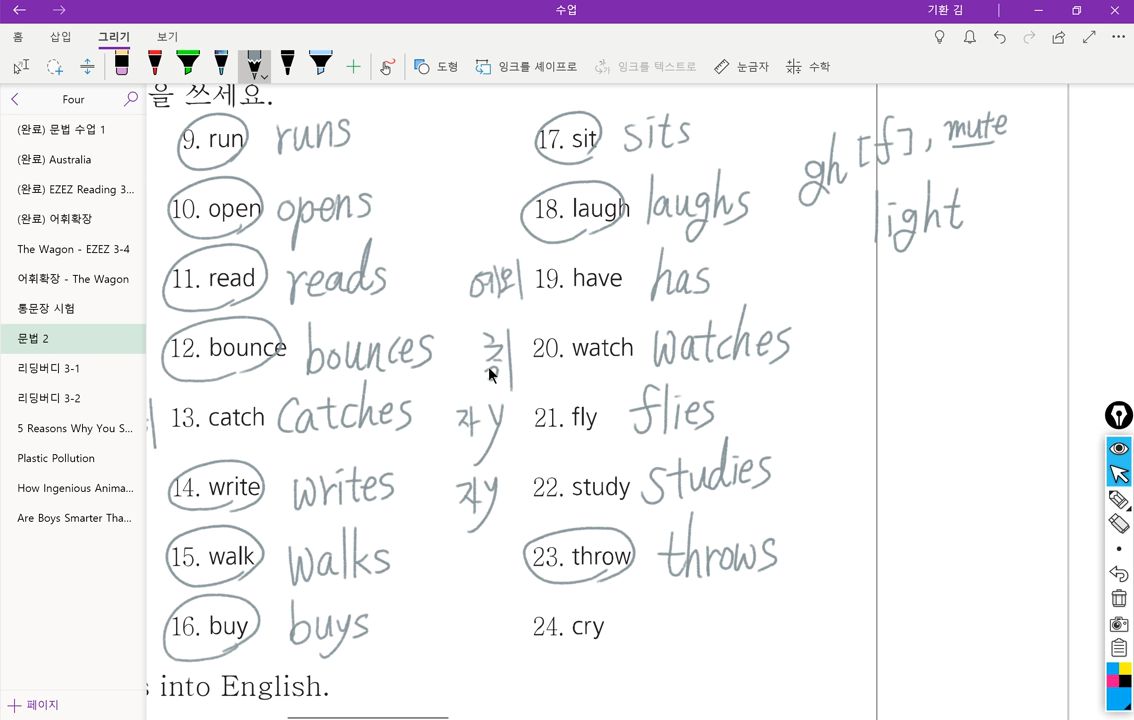 수업
기환 김
홈 삽입 그리기 보기
도형 잉크를 셰이프로 잉크를 텍스트로 눈금자 수학
Four
(완료) 문법 수업 1
(완료) Australia
(완료) EZEZ Reading 3...
(완료) 어휘확장
The Wagon - EZEZ 3-4
어휘확장 - The Wagon
통문장 시험
문법 2
리딩버디 3-1
리딩버디 3-2
5 Reasons Why You S...
Plastic Pollution
How Ingenious Anima...
Are Boys Smarter Tha...
페이지
을 쓰세요.
9. run runs
10. open opens
11. read reads
12. bounce bounces
13. catch catches
14. write writes
15. walk walks
16. buy buys
17. sit sits
18. laugh laughs
예외 19. have has
20. watch watches
자y 21. fly flies
자y 22. study studies
23. throw throws
24. cry
gh [f], mute
light
into English.